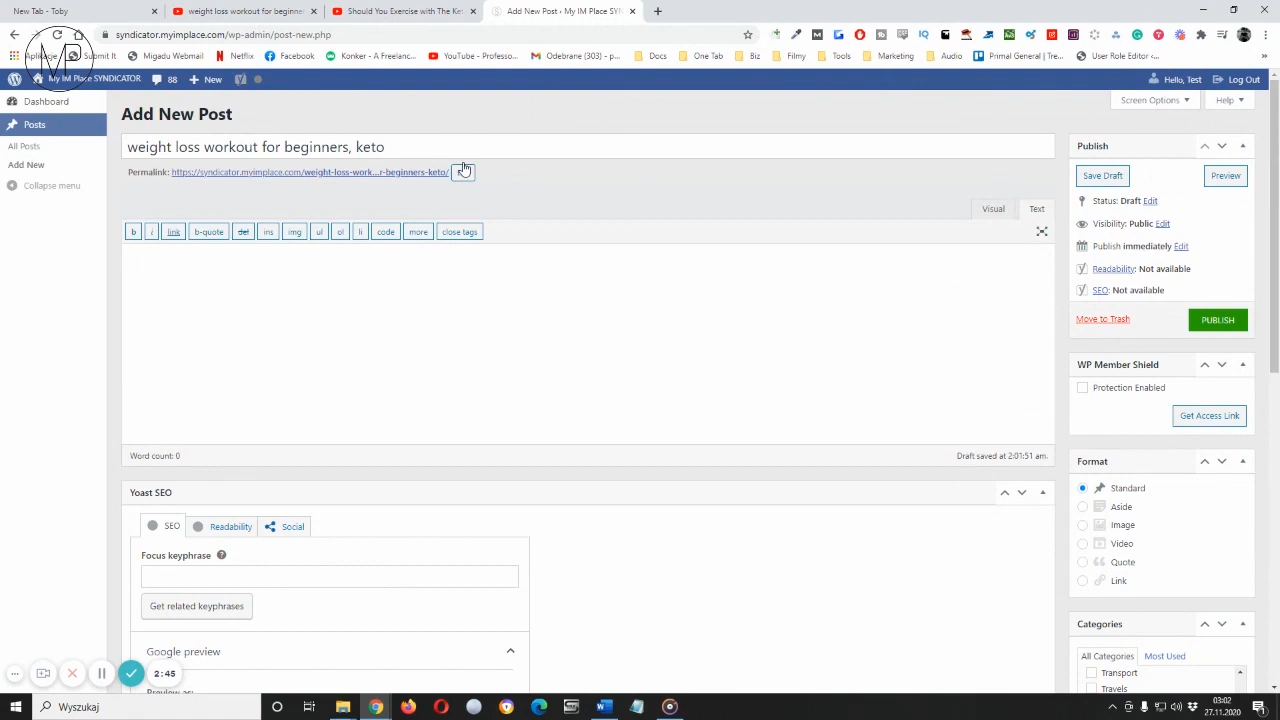 New Tab - Toby
weight loss workout for beginner
Should You Exercise with The Ke
Add New Post ‹ My IM Place SYN
syndicator.myimplace.com/wp-admin/post-new.php
Submit It
Migadu Webmail
Netflix
Facebook
Konker - A Freelanc...
YouTube - Professo...
Odebrane (303) - p...
Docs
One Tab
Biz
Filmy
Tools
Marketing
Audio
Primal General Tre...
User Role Editor ‹...
My IM Place SYNDICATOR
88
New
Hello, Test
Log Out
Dashboard
Posts
All Posts
Add New
Collapse menu
Screen Options
Help
Add New Post
weight loss workout for beginners, keto
Permalink: https://syndicator.myimplace.com/weight-loss-work...r-beginners-keto/
Visual
Text
b
i
link
b-quote
del
ins
img
ul
ol
li
code
more
close tags
Word count: 0
Draft saved at 2:01:51 am.
Yoast SEO
SEO
Readability
Social
Focus keyphrase
Get related keyphrases
Google preview
Preview as:
Publish
Save Draft
Preview
Status: Draft Edit
Visibility: Public Edit
Publish immediately Edit
Readability: Not available
SEO: Not available
Move to Trash
PUBLISH
WP Member Shield
Protection Enabled
Get Access Link
Format
Standard
Aside
Image
Video
Quote
Link
Categories
All Categories
Most Used
Transport
Travels
2:45
Wyszukaj
03:02
27.11.2020